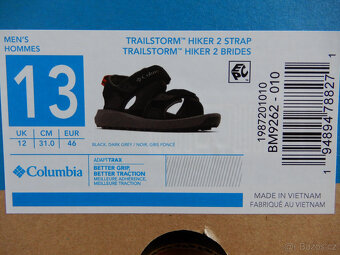 MEN'S
HOMMES
TRAILSTORM™ HIKER 2 STRAP
TRAILSTORM™ HIKER 2 BRIDES
13
UK CM EUR
12 31.0 46
Columbia
BLACK, DARK GREY / NOIR, GRIS FONCÉ
Columbia
ADAPTTRAX
BETTER GRIP,
BETTER TRACTION
MEILLEURE ADHÉRENCE,
MEILLEURE TRACTION
1987201010
BM9262 - 010
1 94894 78827 1
MADE IN VIETNAM
FABRIQUÉ AU VIETNAM